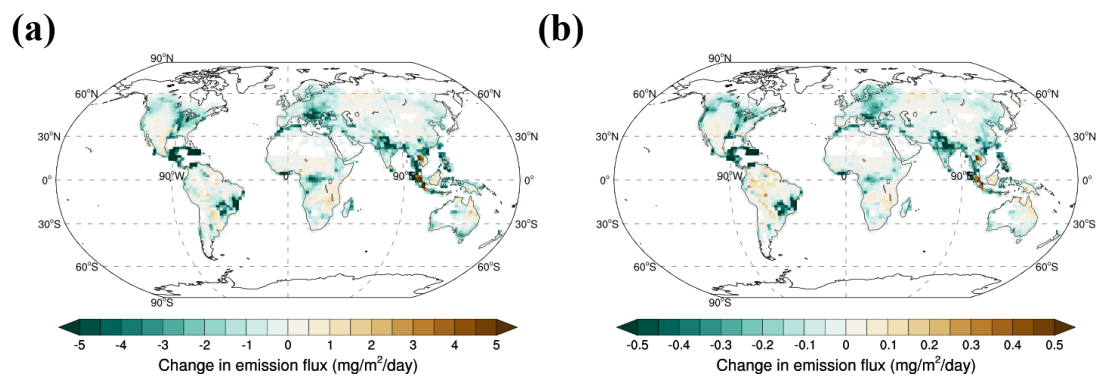 (a) (b)
90°N 90°N
60°N 60°N 60°N 60°N
30°N 30°N 30°N 30°N
90°W 90°E 90°W 90°E
0° 0° 0° 0°
30°S 30°S 30°S 30°S
60°S 60°S 60°S 60°S
90°S 90°S
-5 -4 -3 -2 -1 0 1 2 3 4 5 -0.5 -0.4 -0.3 -0.2 -0.1 0 0.1 0.2 0.3 0.4 0.5
Change in emission flux (mg/m²/day) Change in emission flux (mg/m²/day)